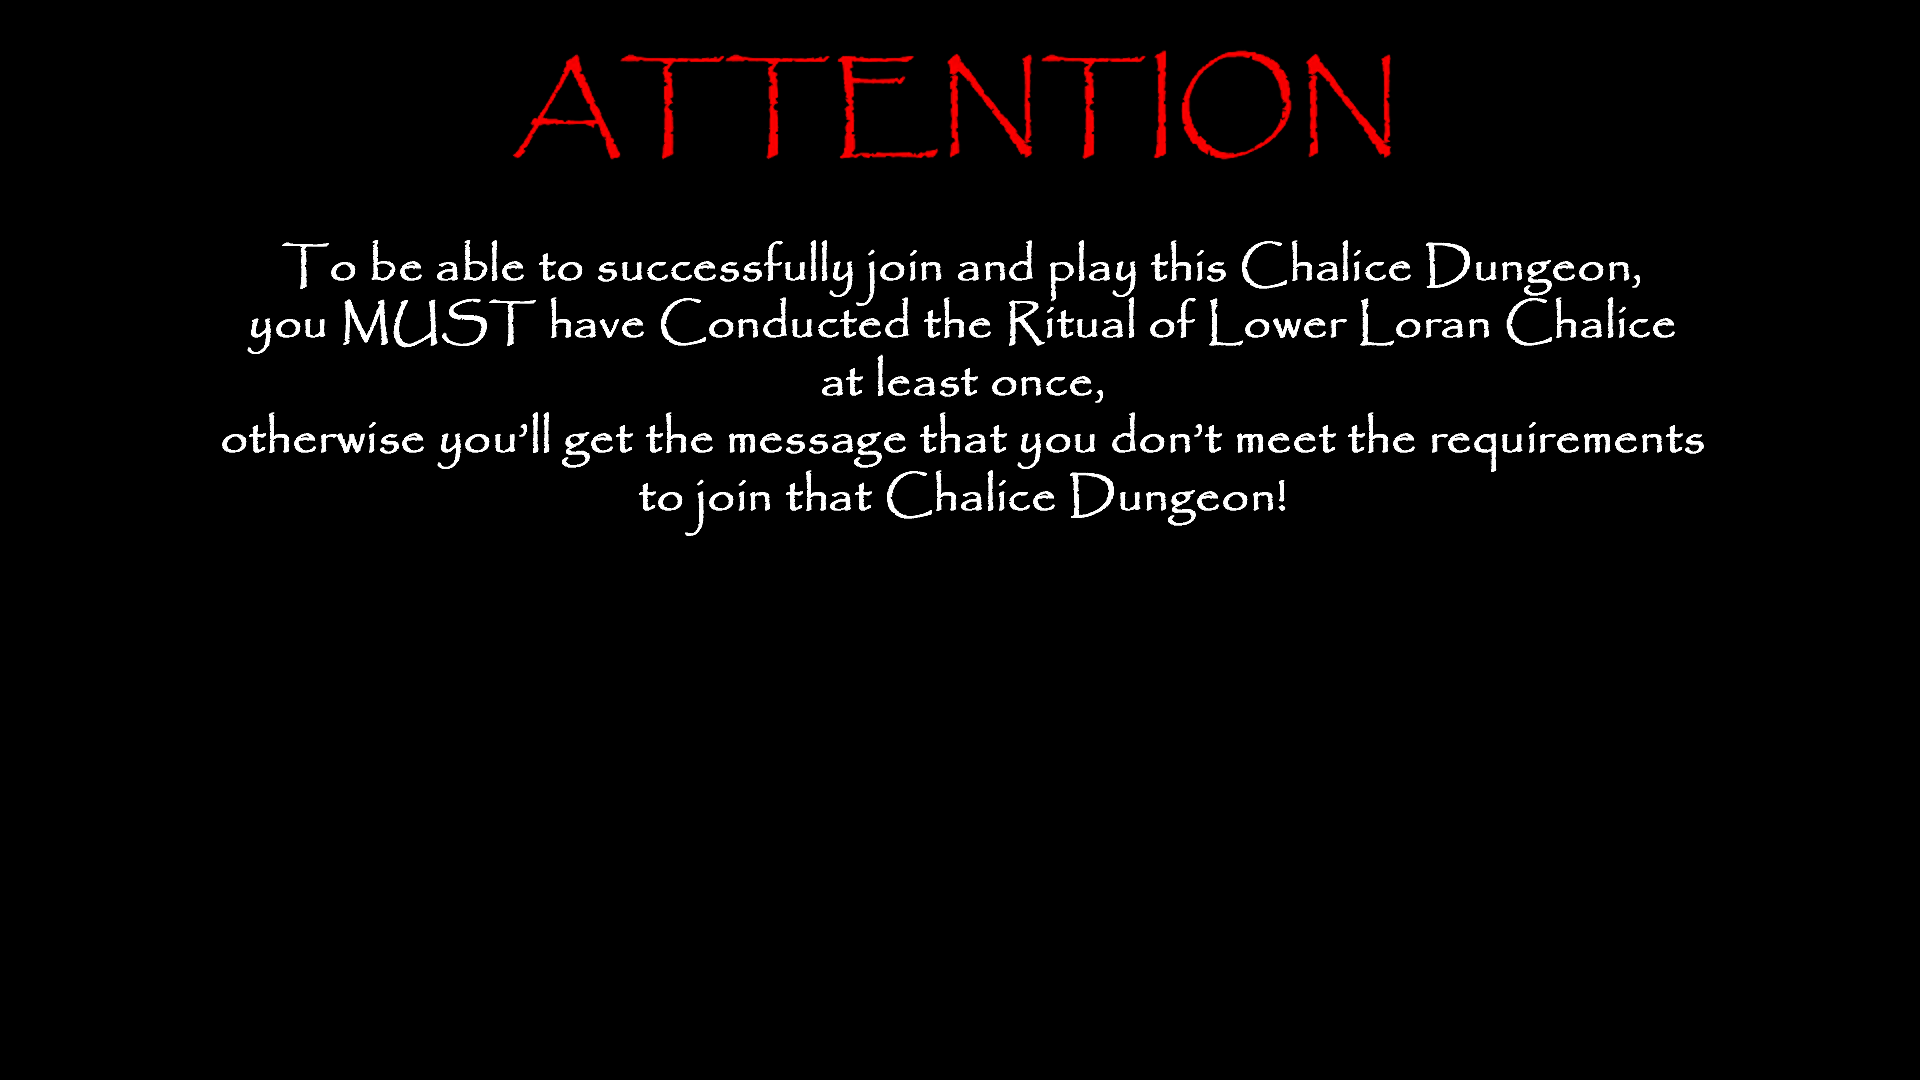 ATTENTION
To be able to successfully join and play this Chalice Dungeon,
you MUST have Conducted the Ritual of Lower Loran Chalice
at least once,
otherwise you’ll get the message that you don’t meet the requirements
to join that Chalice Dungeon!